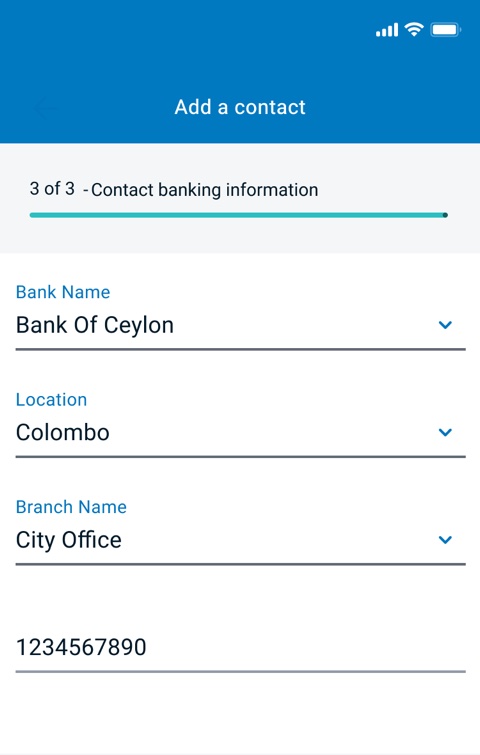 Add a contact
3 of 3 - Contact banking information
Bank Name
Bank Of Ceylon
Location
Colombo
Branch Name
City Office
1234567890